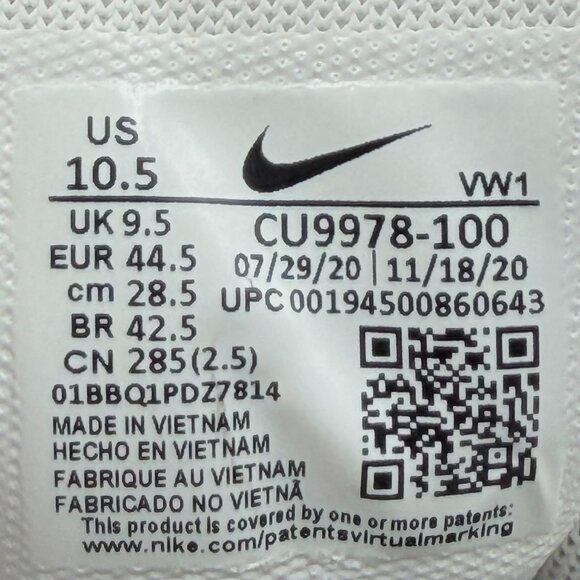 US
10.5
VW1
UK 9.5
EUR 44.5
cm 28.5
BR 42.5
CN 285(2.5)
CU9978-100
07/29/20 | 11/18/20
UPC 00194500860643
01BBQ1PDZ7814
MADE IN VIETNAM
HECHO EN VIETNAM
FABRIQUE AU VIETNAM
FABRICADO NO VIETNÃ
This product is covered by one or more patents:
www.nike.com/patentsvirtualmarking